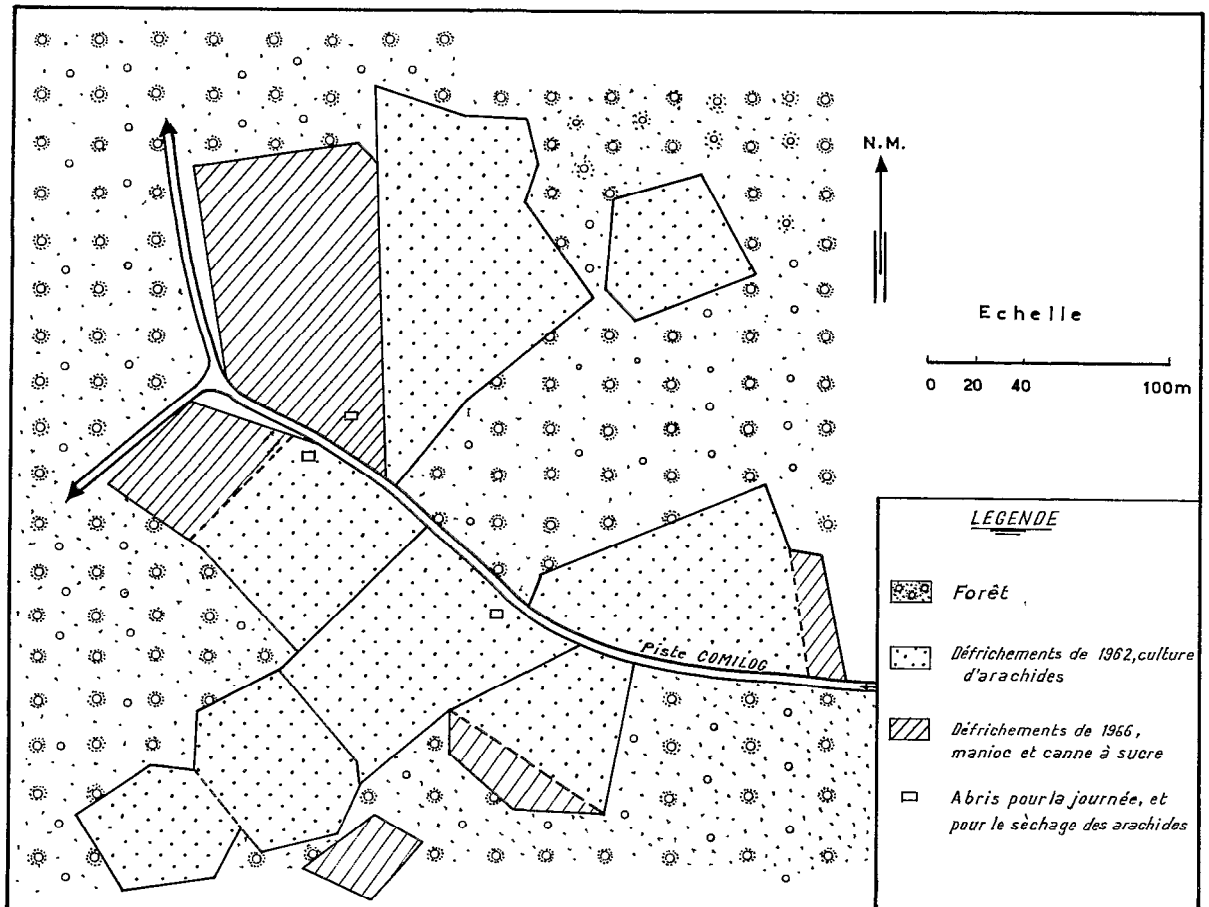 N.M.
Echelle
0 20 40 100m
Piste COMILOG
LEGENDE
Forêt
Défrichements de 1962, culture
d'arachides
Défrichements de 1966,
manioc et canne à sucre
Abris pour la journée, et
pour le sèchage des arachides